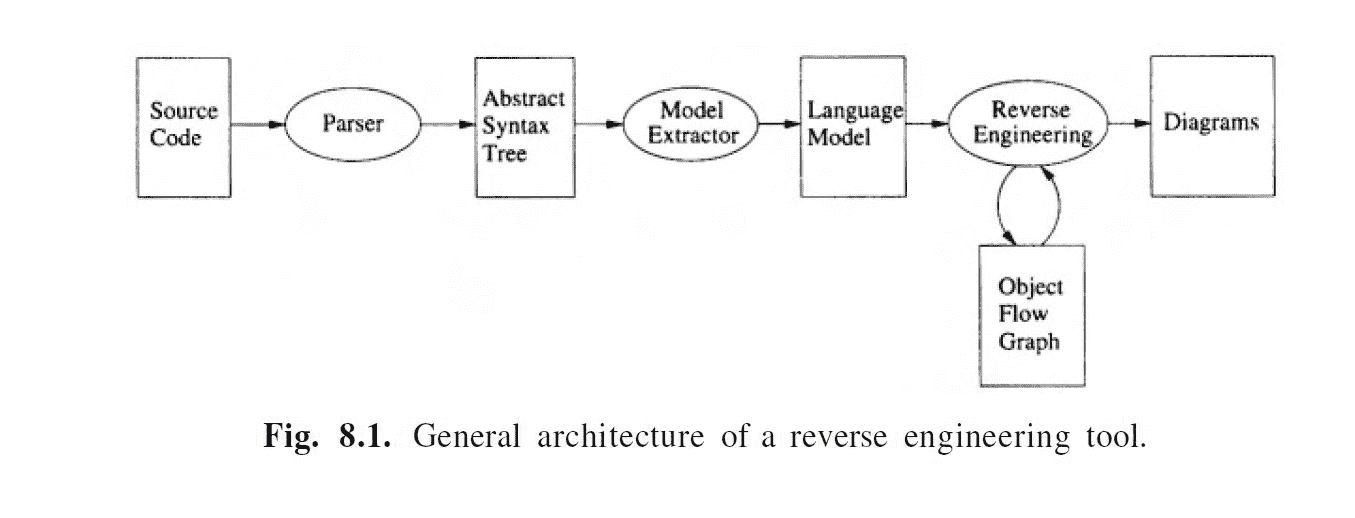 Source
Code
Parser
Abstract
Syntax
Tree
Model
Extractor
Language
Model
Reverse
Engineering
Diagrams
Object
Flow
Graph
Fig. 8.1. General architecture of a reverse engineering tool.